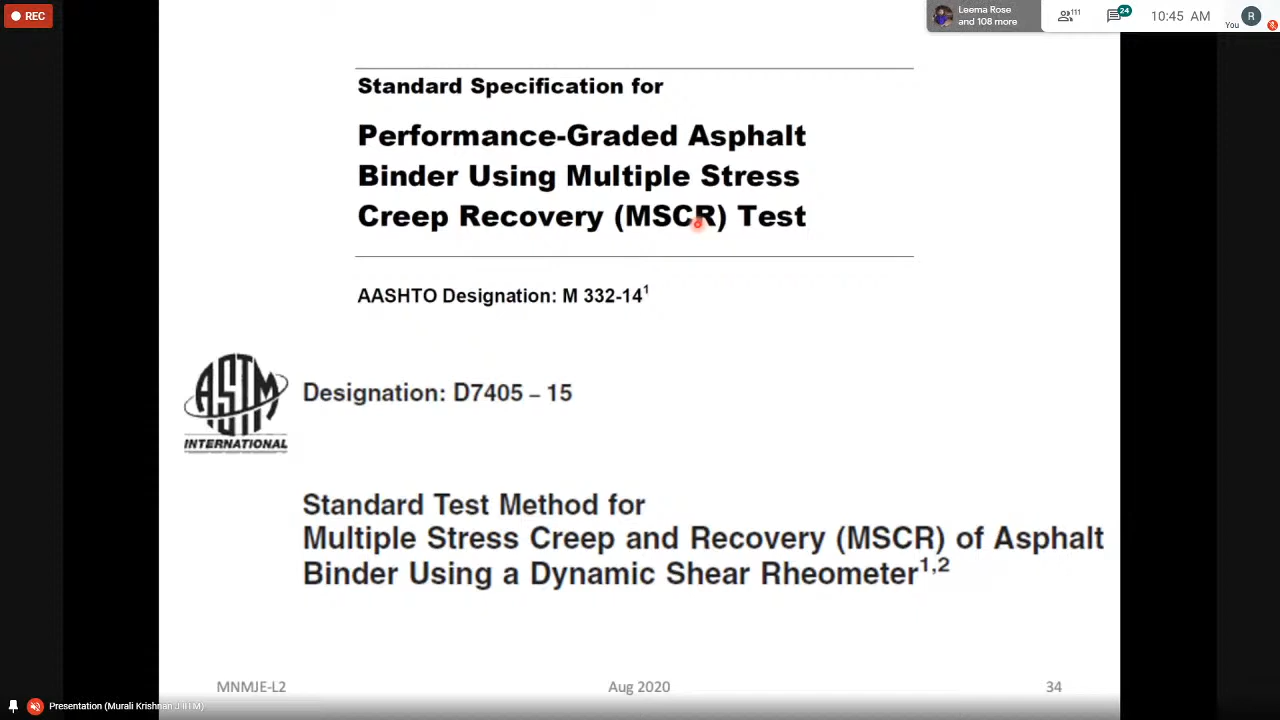 REC
Leema Rose
and 108 more
111
24
10:45 AM
You
R
Standard Specification for
Performance-Graded Asphalt
Binder Using Multiple Stress
Creep Recovery (MSCR) Test
AASHTO Designation: M 332-14¹
ASTM
INTERNATIONAL
Designation: D7405 – 15
Standard Test Method for
Multiple Stress Creep and Recovery (MSCR) of Asphalt
Binder Using a Dynamic Shear Rheometer¹,²
MNMJE-L2
Aug 2020
34
Presentation (Murali Krishnan J IITM)